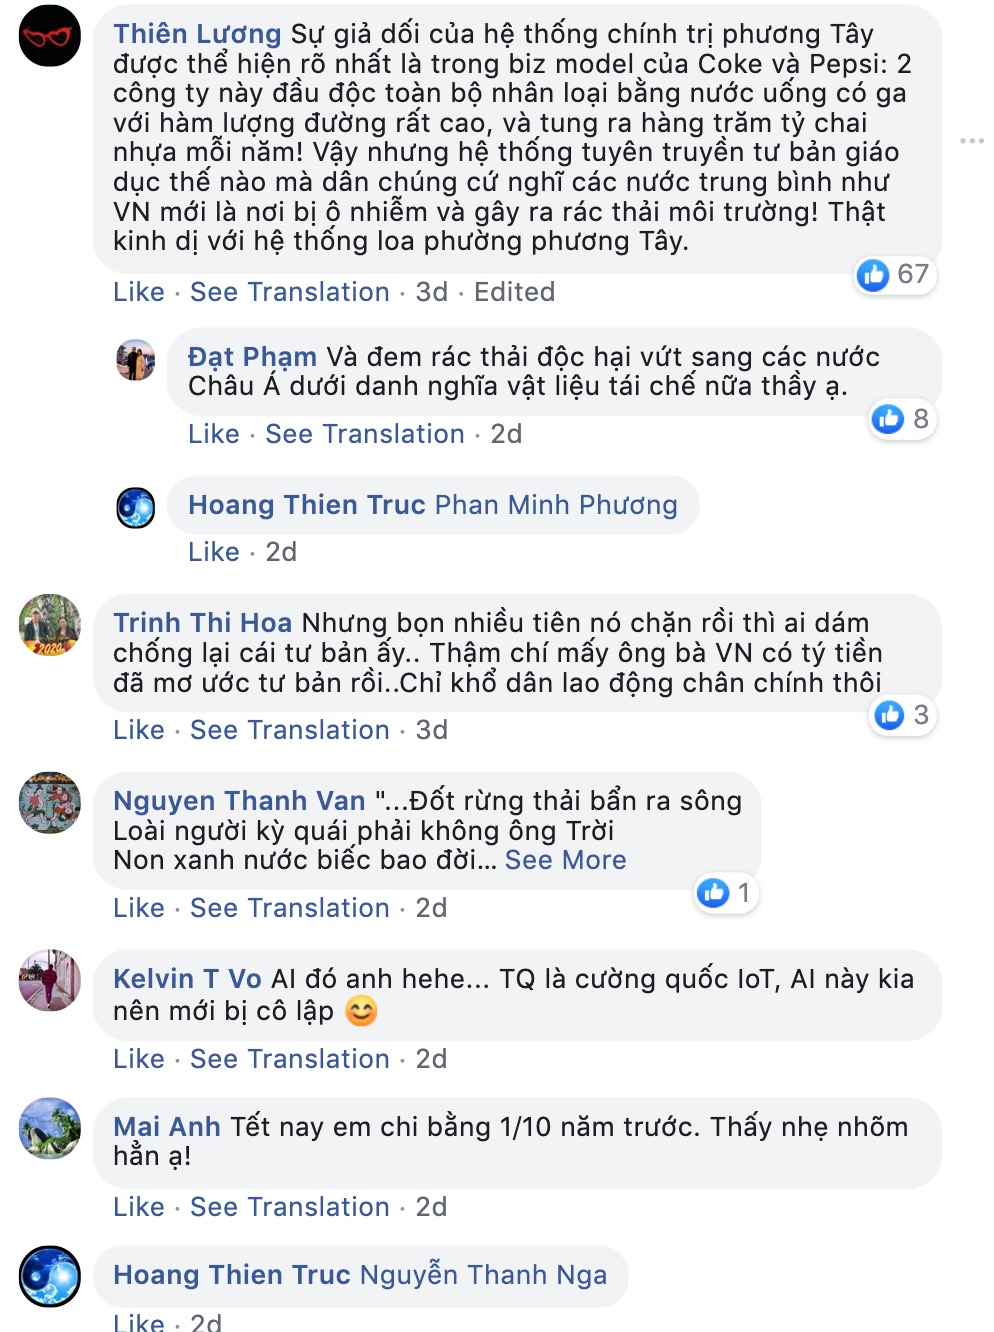 Thiên Lương Sự giả dối của hệ thống chính trị phương Tây
được thể hiện rõ nhất là trong biz model của Coke và Pepsi: 2
công ty này đầu độc toàn bộ nhân loại bằng nước uống có ga
với hàm lượng đường rất cao, và tung ra hàng trăm tỷ chai
nhựa mỗi năm! Vậy nhưng hệ thống tuyên truyền tư bản giáo
dục thế nào mà dân chúng cứ nghĩ các nước trung bình như
VN mới là nơi bị ô nhiễm và gây ra rác thải môi trường! Thật
kinh dị với hệ thống loa phường phương Tây.
67
Like · See Translation · 3d · Edited
Đạt Phạm Và đem rác thải độc hại vứt sang các nước
Châu Á dưới danh nghĩa vật liệu tái chế nữa thầy ạ.
8
Like · See Translation · 2d
Hoang Thien Truc Phan Minh Phương
Like · 2d
2020
Trinh Thi Hoa Nhưng bọn nhiều tiên nó chặn rồi thì ai dám
chống lại cái tư bản ấy.. Thậm chí mấy ông bà VN có tý tiền
đã mơ ước tư bản rồi..Chỉ khổ dân lao động chân chính thôi
3
Like · See Translation · 3d
Nguyen Thanh Van "...Đốt rừng thải bẩn ra sông
Loài người kỳ quái phải không ông Trời
Non xanh nước biếc bao đời... See More
1
Like · See Translation · 2d
Kelvin T Vo AI đó anh hehe... TQ là cường quốc IoT, AI này kia
nên mới bị cô lập 😊
Like · See Translation · 2d
Mai Anh Tết nay em chi bằng 1/10 năm trước. Thấy nhẹ nhõm
hẳn ạ!
Like · See Translation · 2d
Hoang Thien Truc Nguyễn Thanh Nga
Like · 2d